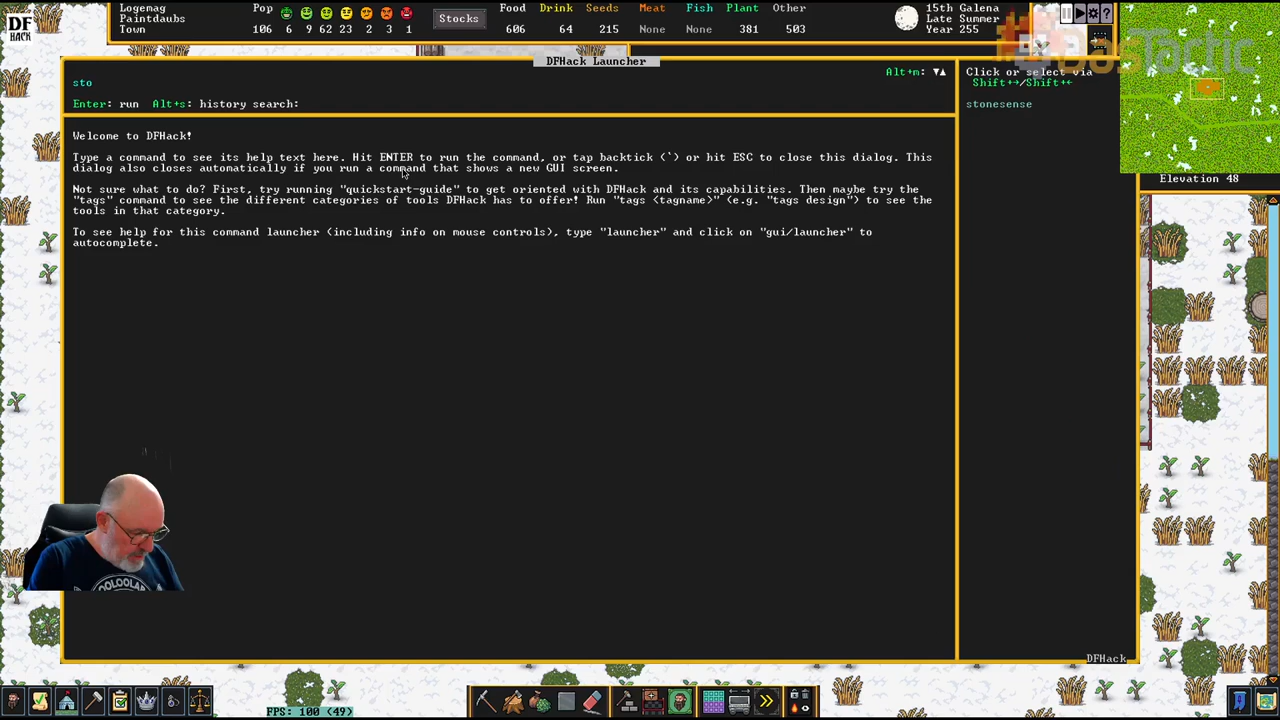 DF
HACK
Logemag
Paintdaubs
Town
Pop
106 6 9 62 23 2 3 1
Stocks
Food Drink Seeds Meat Fish Plant Other
606 64 215 None None 381 503
15th Galena
Late Summer
Year 255
BasTactic
Elevation 48
DFHack Launcher
Alt+m:
sto
Enter: run Alt+s: history search:
Click or select via
Shift+→/Shift+←
stonesense
Welcome to DFHack!
Type a command to see its help text here. Hit ENTER to run the command, or tap backtick (`) or hit ESC to close this dialog. This
dialog also closes automatically if you run a command that shows a new GUI screen.
Not sure what to do? First, try running "quickstart-guide" to get oriented with DFHack and its capabilities. Then maybe try the
"tags" command to see the different categories of tools DFHack has to offer! Run "tags <tagname>" (e.g. "tags design") to see the
tools in that category.
To see help for this command launcher (including info on mouse controls), type "launcher" and click on "gui/launcher" to
autocomplete.
DFHack
FPS: 100 (49)